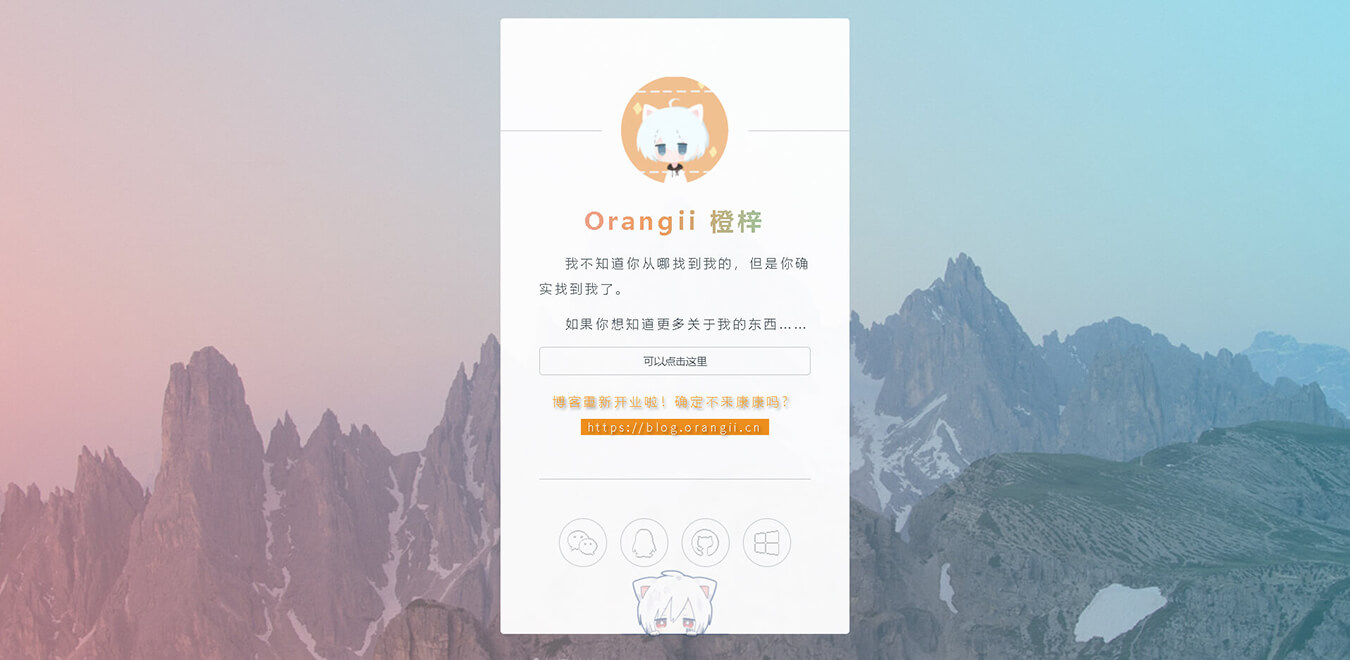 Orangii 橙梓
我不知道你从哪找到我的，但是你确
实找到我了。
如果你想知道更多关于我的东西……
可以点击这里
博客重新开业啦！确定不来康康吗？
https://blog.orangii.cn